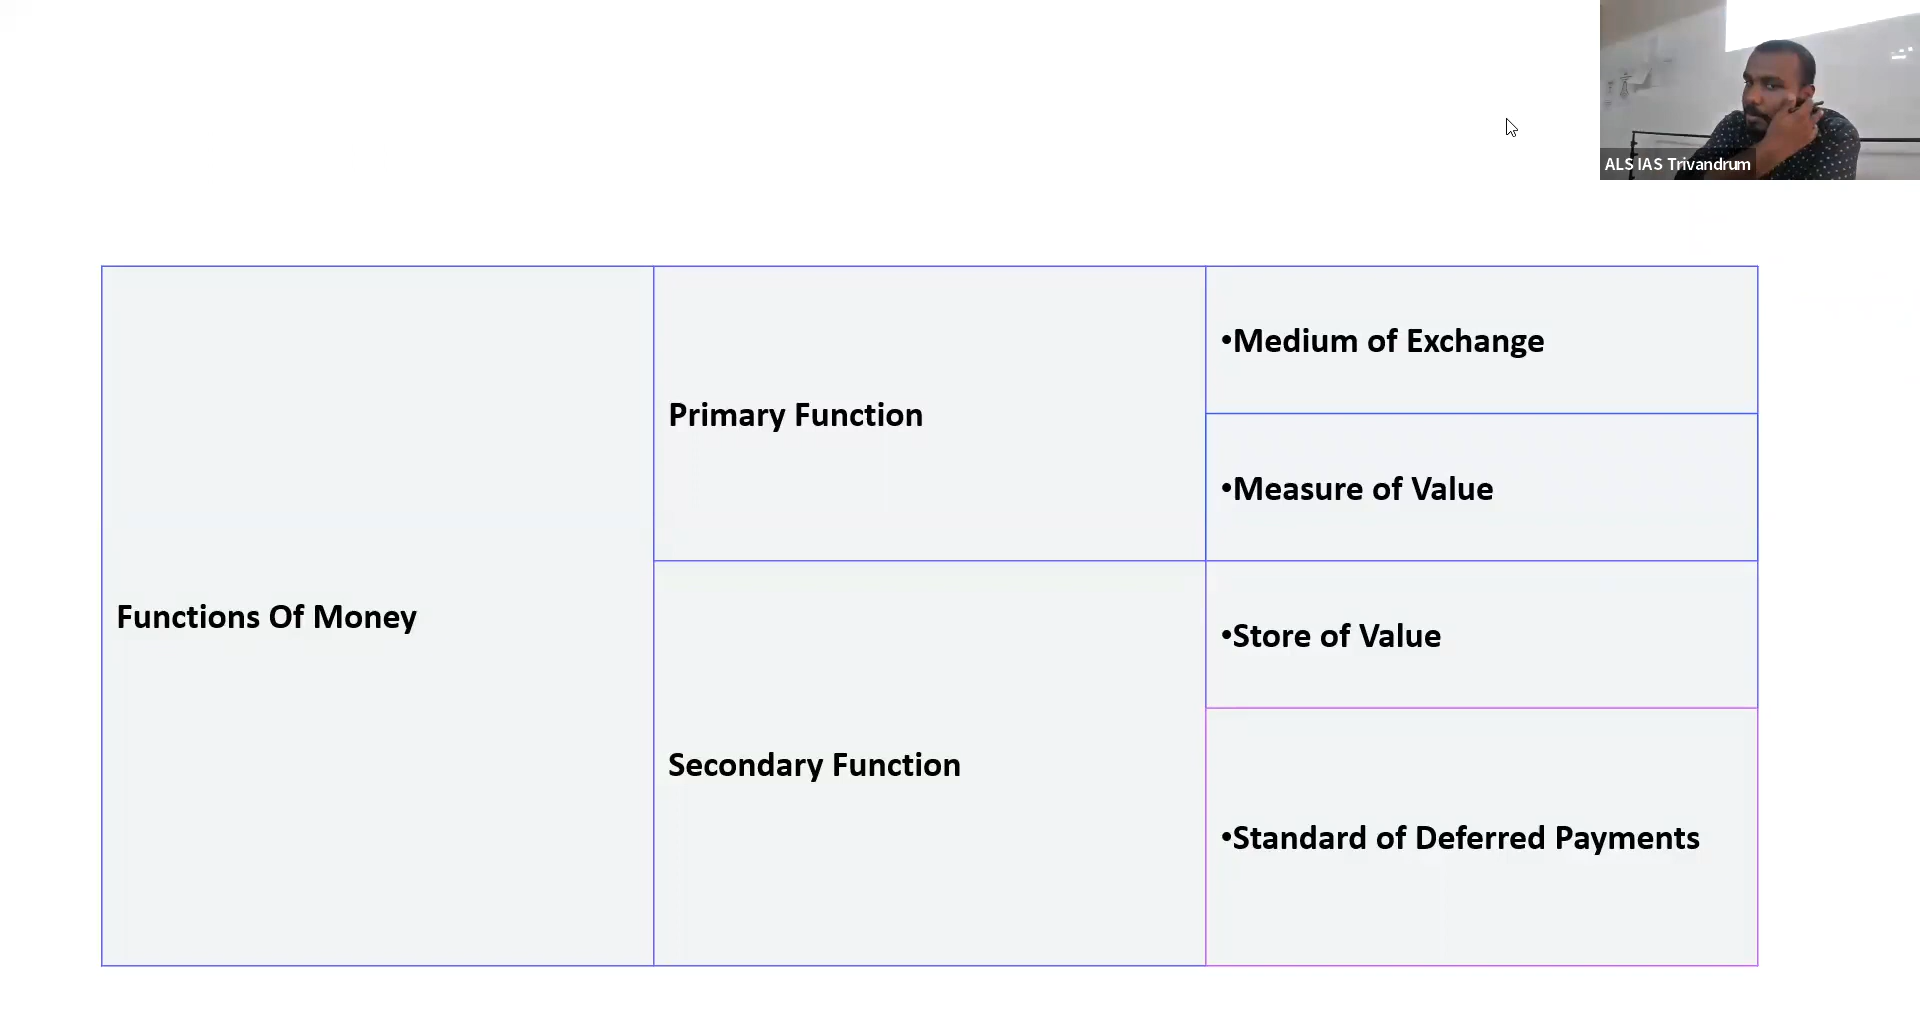 ALS IAS Trivandrum
Functions Of Money
Primary Function
•Medium of Exchange
•Measure of Value
Secondary Function
•Store of Value
•Standard of Deferred Payments